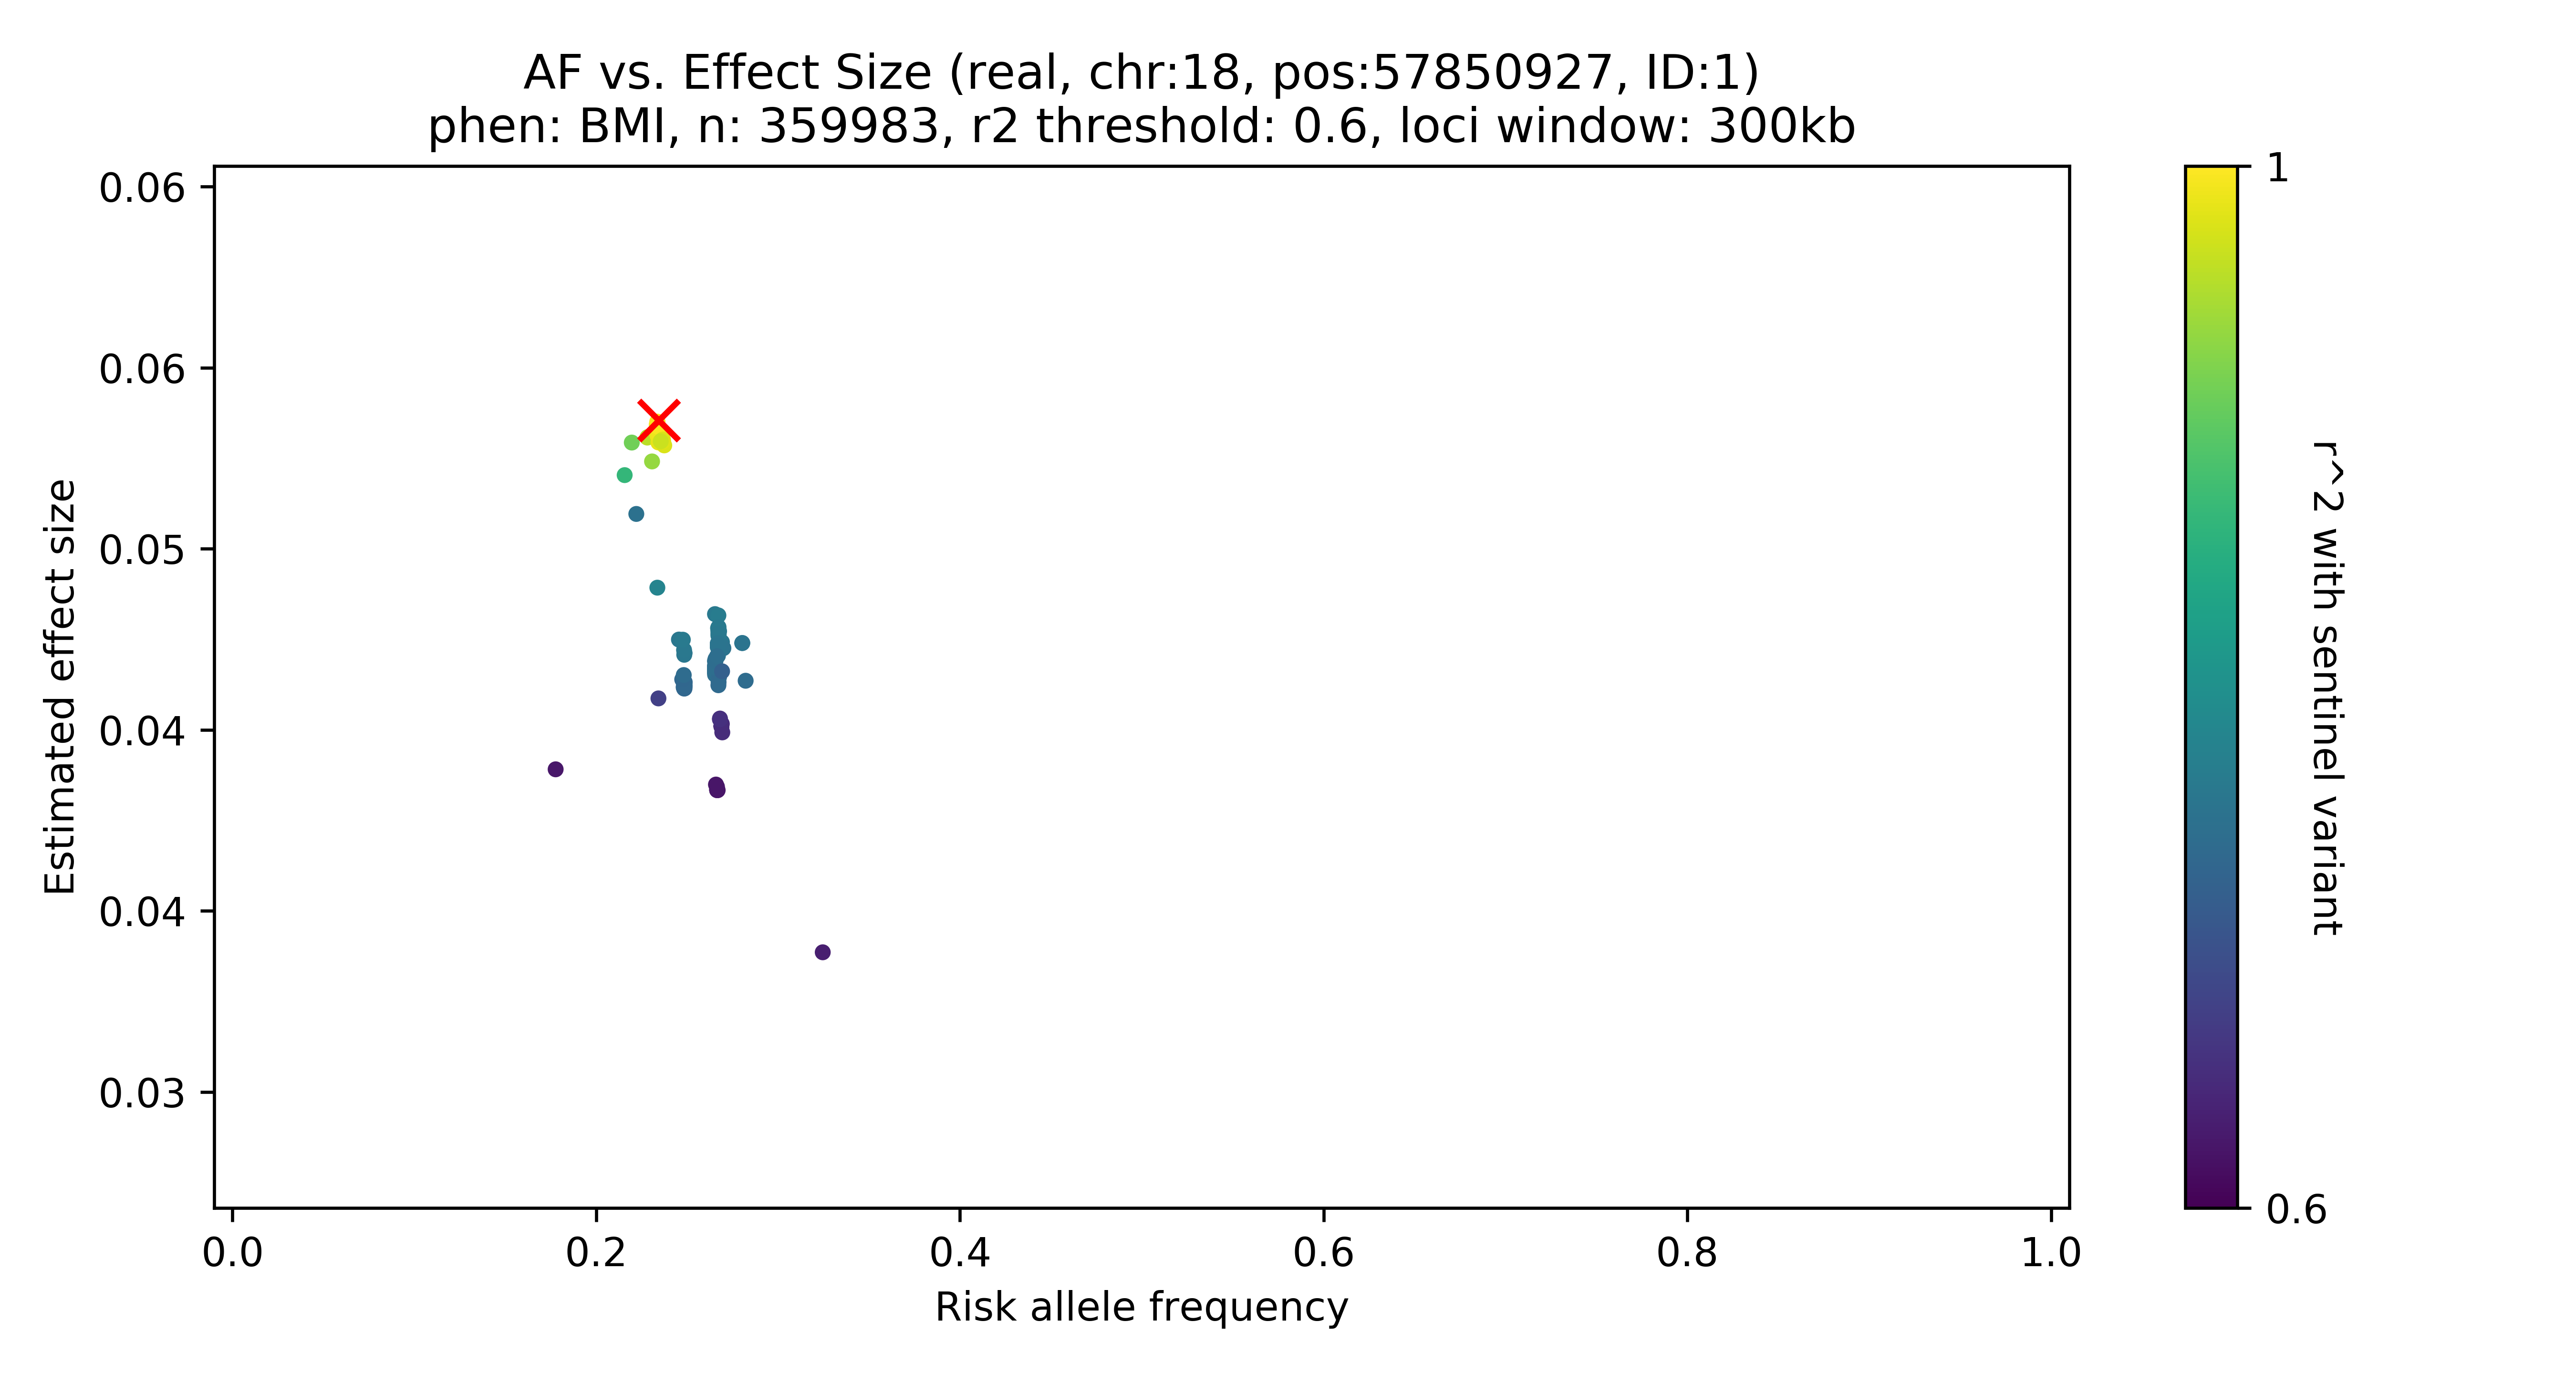 AF vs. Effect Size (real, chr:18, pos:57850927, ID:1)
phen: BMI, n: 359983, r2 threshold: 0.6, loci window: 300kb
Estimated effect size
0.06
0.06
0.05
0.04
0.04
0.03
0.0 0.2 0.4 0.6 0.8 1.0
Risk allele frequency
1
0.6
r^2 with sentinel variant